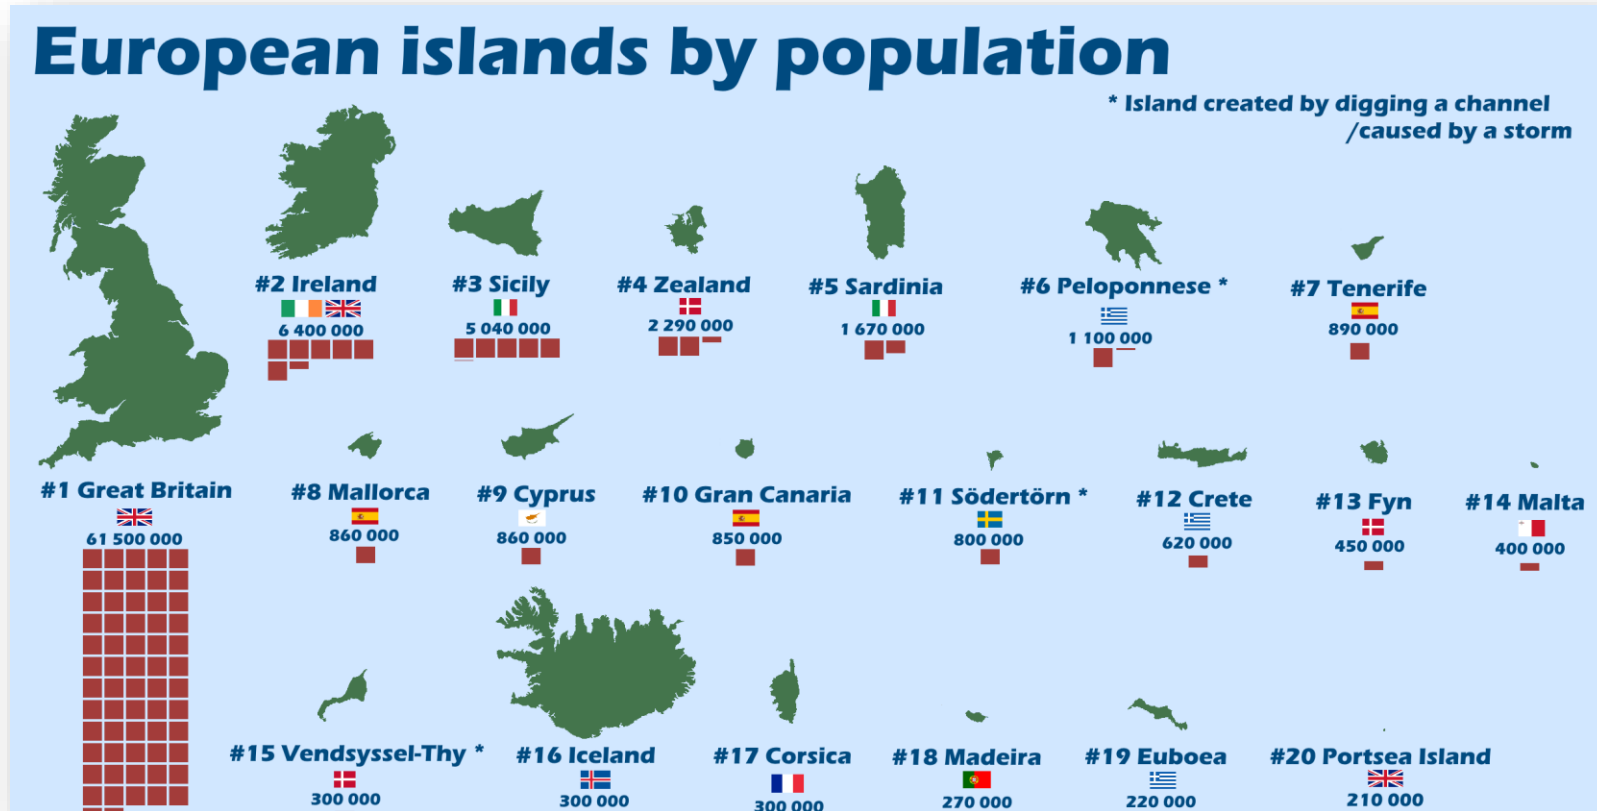 European islands by population
* Island created by digging a channel
/caused by a storm
#2 Ireland
6 400 000
#3 Sicily
5 040 000
#4 Zealand
2 290 000
#5 Sardinia
1 670 000
#6 Peloponnese *
1 100 000
#7 Tenerife
890 000
#1 Great Britain
61 500 000
#8 Mallorca
860 000
#9 Cyprus
860 000
#10 Gran Canaria
850 000
#11 Södertörn *
800 000
#12 Crete
620 000
#13 Fyn
450 000
#14 Malta
400 000
#15 Vendsyssel-Thy *
300 000
#16 Iceland
300 000
#17 Corsica
300 000
#18 Madeira
270 000
#19 Euboea
220 000
#20 Portsea Island
210 000